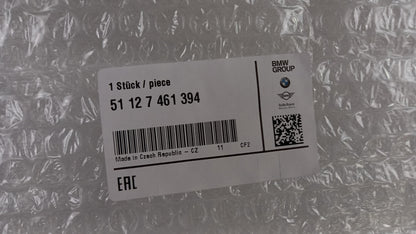 1 Stück / piece
51 12 7 461 394
Made in Czech Republic - CZ 11 CF2
EAC
BMW
GROUP